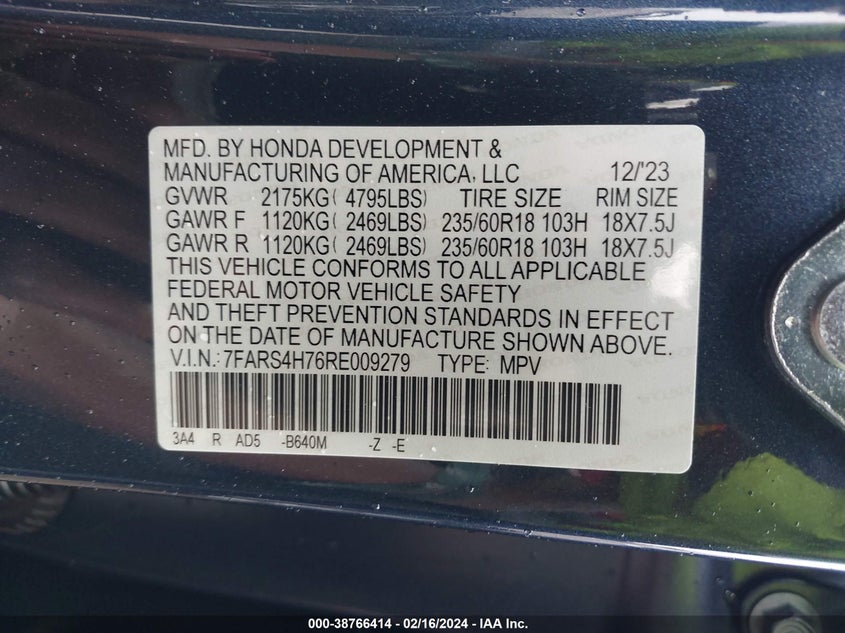 MFD. BY HONDA DEVELOPMENT &
MANUFACTURING OF AMERICA, LLC 12/'23
GVWR 2175KG( 4795LBS) TIRE SIZE RIM SIZE
GAWR F 1120KG( 2469LBS) 235/60R18 103H 18X7.5J
GAWR R 1120KG( 2469LBS) 235/60R18 103H 18X7.5J
THIS VEHICLE CONFORMS TO ALL APPLICABLE
FEDERAL MOTOR VEHICLE SAFETY
AND THEFT PREVENTION STANDARDS IN EFFECT
ON THE DATE OF MANUFACTURE SHOWN ABOVE.
V.I.N.:7FARS4H76RE009279 TYPE: MPV
3A4 R AD5 -B640M -Z -E
000-38766414 - 02/16/2024 - IAA Inc.